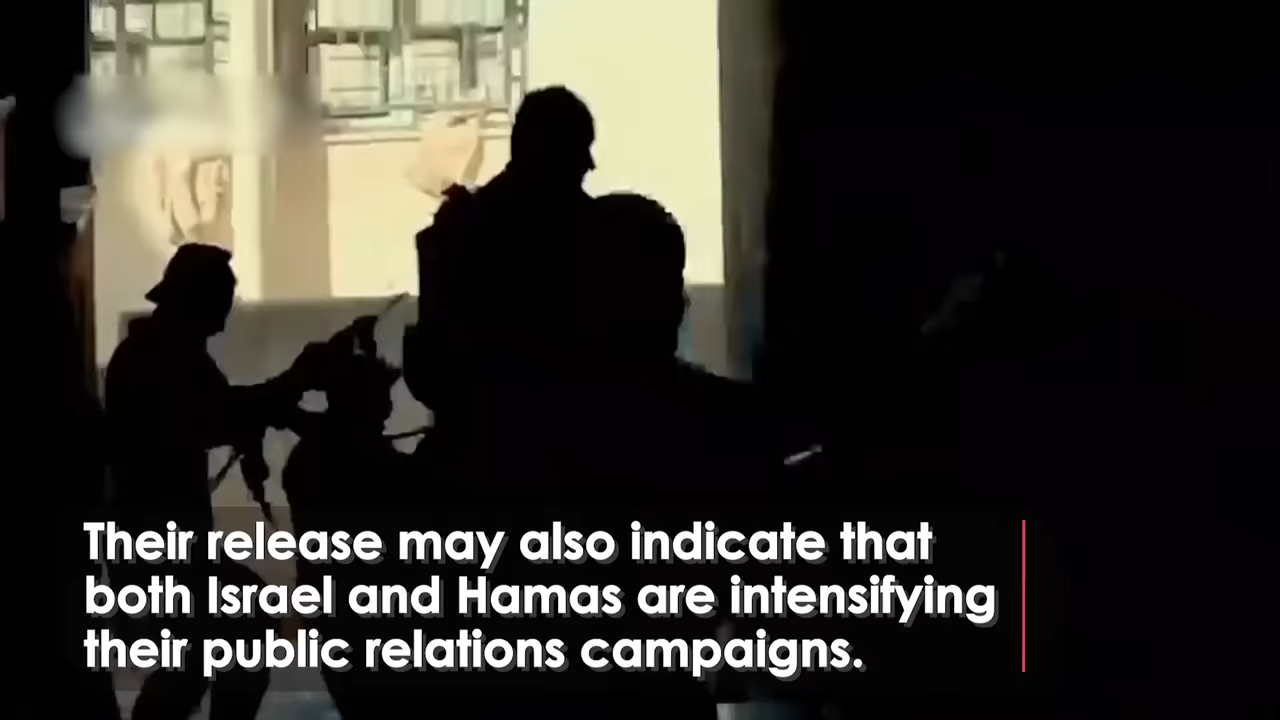 Their release may also indicate that
both Israel and Hamas are intensifying
their public relations campaigns.